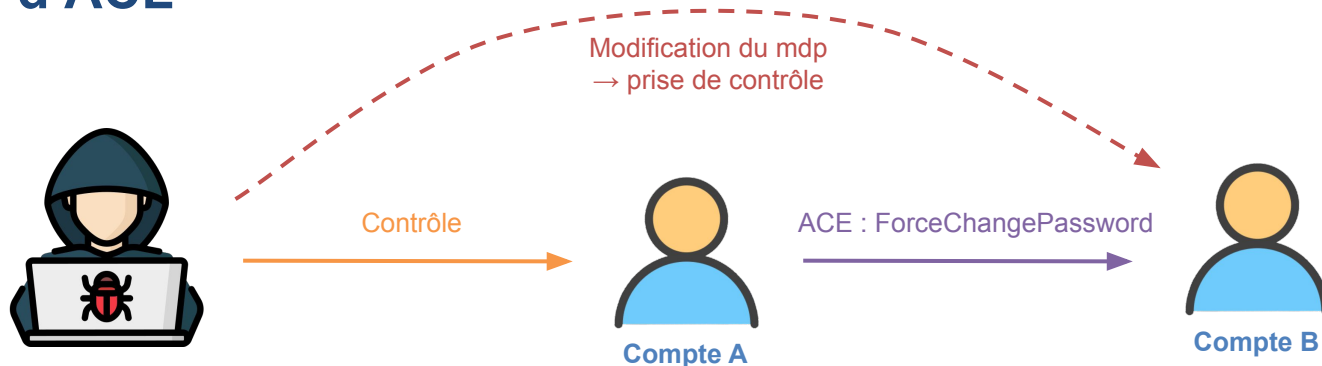 d'ACE
Modification du mdp
→ prise de contrôle
Contrôle
ACE : ForceChangePassword
Compte A
Compte B